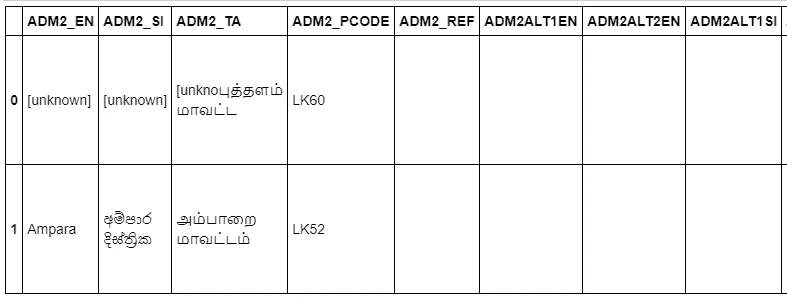 ADM2_EN ADM2_SI ADM2_TA ADM2_PCODE ADM2_REF ADM2ALT1EN ADM2ALT2EN ADM2ALT1SI
0 [unknown] [unknown] [unknoபுத்தளம் மாவட்ட LK60
1 Ampara අම්පාර දිස්ත්‍රික அம்பாறை மாவட்டம் LK52